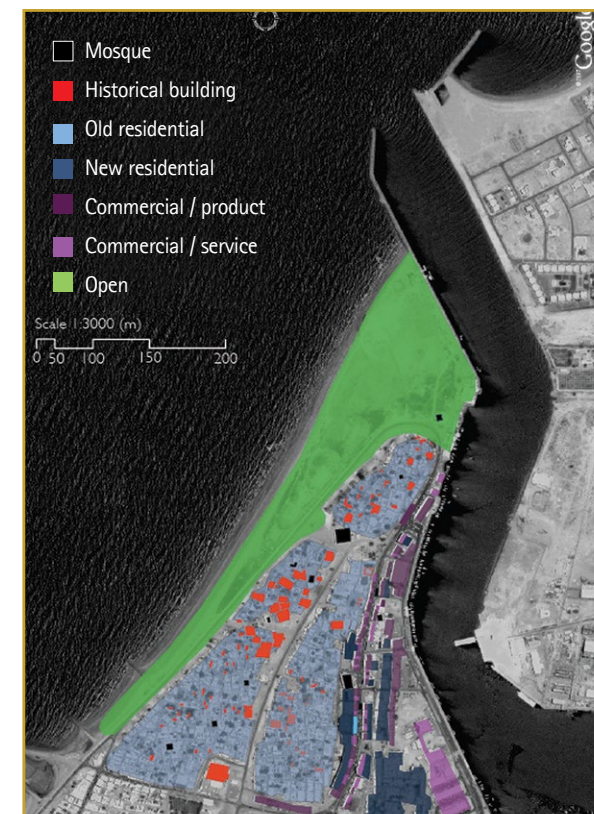 Mosque
Historical building
Old residential
New residential
Commercial / product
Commercial / service
Open
Scale 1:3000 (m)
0 50 100 150 200
Google